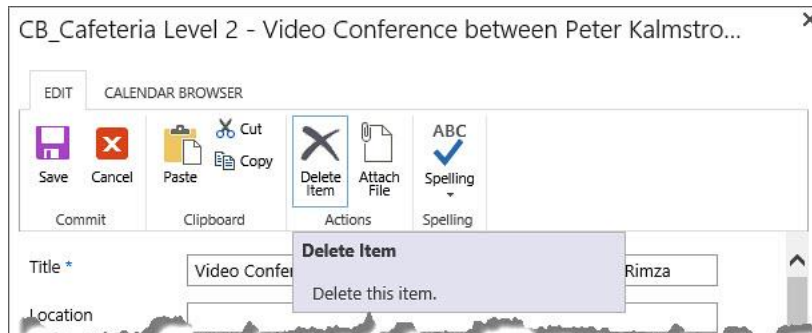 CB_Cafeteria Level 2 - Video Conference between Peter Kalmstro...
EDIT CALENDAR BROWSER
Save Cancel Paste Cut Copy Delete Item Attach File ABC Spelling
Commit Clipboard Actions Spelling
Delete Item
Title * Video Confer Rimza
Delete this item.
Location